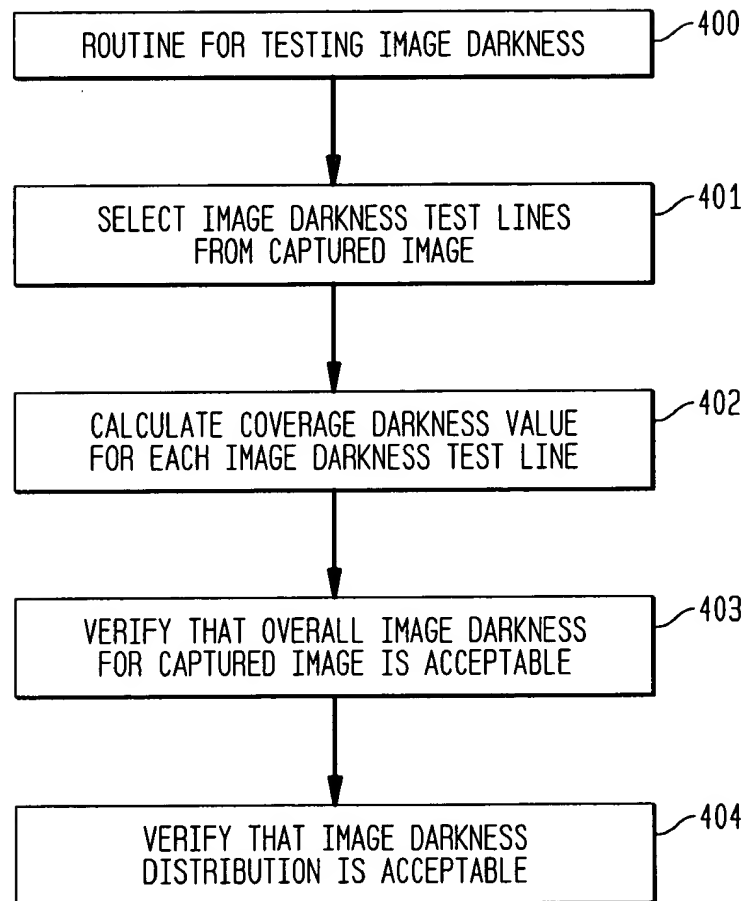 ROUTINE FOR TESTING IMAGE DARKNESS
400
SELECT IMAGE DARKNESS TEST LINES
FROM CAPTURED IMAGE
401
CALCULATE COVERAGE DARKNESS VALUE
FOR EACH IMAGE DARKNESS TEST LINE
402
VERIFY THAT OVERALL IMAGE DARKNESS
FOR CAPTURED IMAGE IS ACCEPTABLE
403
VERIFY THAT IMAGE DARKNESS
DISTRIBUTION IS ACCEPTABLE
404